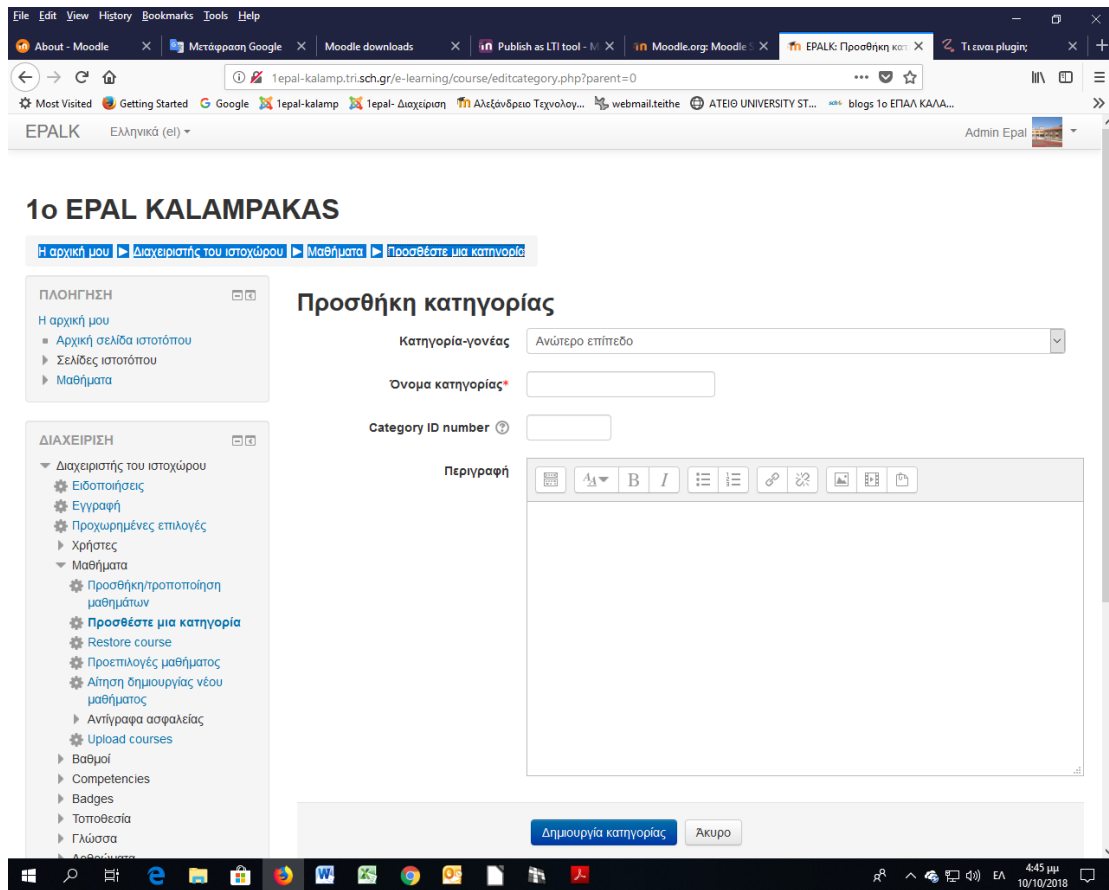 File Edit View History Bookmarks Tools Help
About - Moodle
Μετάφραση Google
Moodle downloads
Publish as LTI tool - M
Moodle.org: Moodle S
EPALK: Προσθήκη κατ
Τι ειναι plugin;
1epal-kalamp.tri.sch.gr/e-learning/course/editcategory.php?parent=0
Most Visited Getting Started Google 1epal-kalamp 1epal- Διαχείριση Αλεξάνδρειο Τεχνολογ... webmail.teithe ΑΤΕΙΘ UNIVERSITY ST... blogs 1ο ΕΠΑΛ ΚΑΛΑ...
EPALK Ελληνικά (el) Admin Epal
1o EPAL KALAMPAKAS
Η αρχική μου ▶ Διαχειριστής του ιστοχώρου ▶ Μαθήματα ▶ Προσθέστε μια κατηγορία
ΠΛΟΗΓΗΣΗ
Η αρχική μου
Αρχική σελίδα ιστοτόπου
Σελίδες ιστοτόπου
Μαθήματα
ΔΙΑΧΕΙΡΙΣΗ
Διαχειριστής του ιστοχώρου
Ειδοποιήσεις
Εγγραφή
Προχωρημένες επιλογές
Χρήστες
Μαθήματα
Προσθήκη/τροποποίηση
μαθημάτων
Προσθέστε μια κατηγορία
Restore course
Προεπιλογές μαθήματος
Αίτηση δημιουργίας νέου
μαθήματος
Αντίγραφα ασφαλείας
Upload courses
Βαθμοί
Competencies
Badges
Τοποθεσία
Γλώσσα
Προσθήκη κατηγορίας
Κατηγορία-γονέας Ανώτερο επίπεδο
Όνομα κατηγορίας*
Category ID number
Περιγραφή
B I
Δημιουργία κατηγορίας Άκυρο
ΕΛ
4:45 μμ
10/10/2018